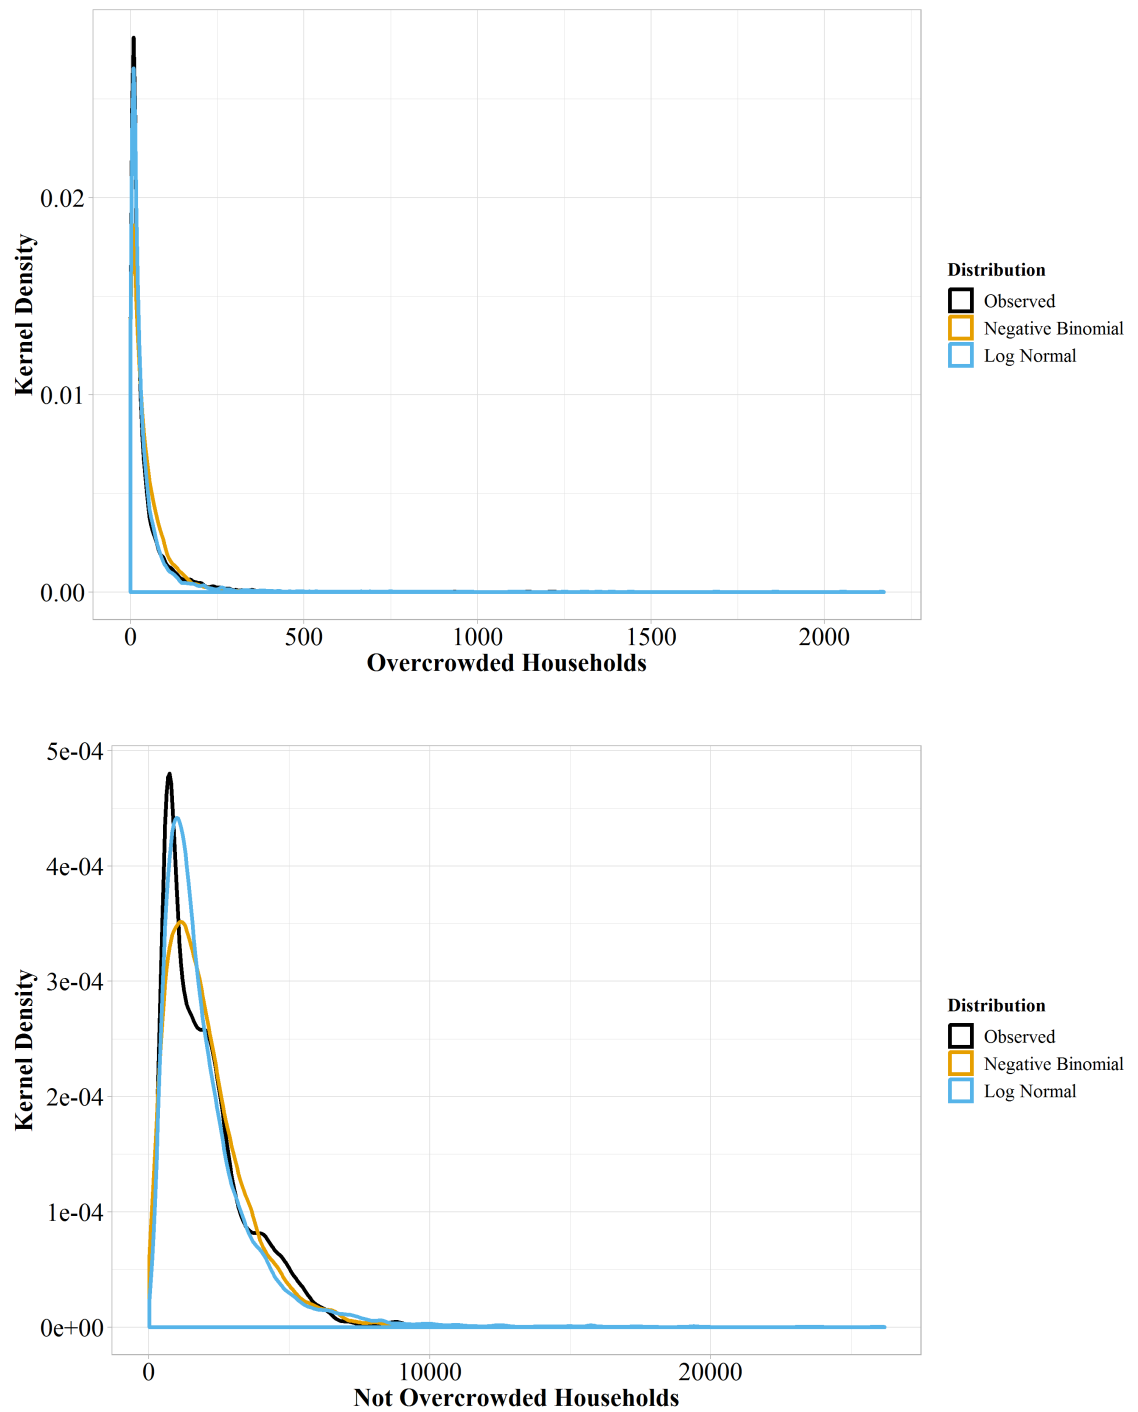 0.02
0.01
0.00
Kernel Density
0
500
1000
1500
2000
Overcrowded Households
Distribution
Observed
Negative Binomial
Log Normal
5e-04
4e-04
3e-04
2e-04
1e-04
0e+00
Kernel Density
0
10000
20000
Not Overcrowded Households
Distribution
Observed
Negative Binomial
Log Normal